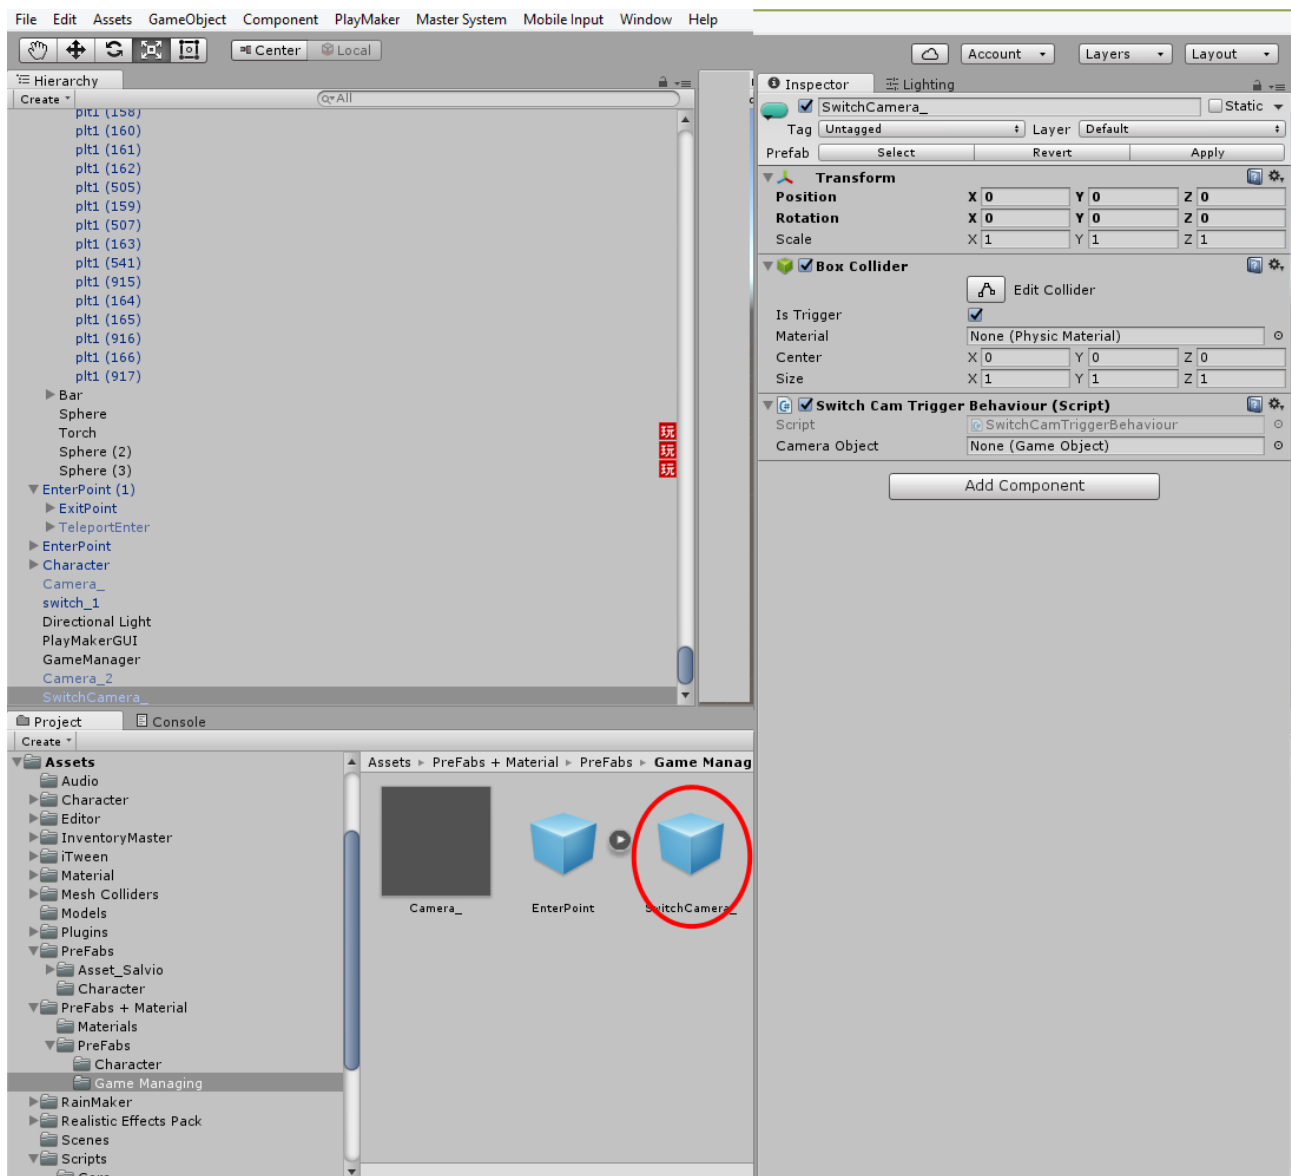 File Edit Assets GameObject Component PlayMaker Master System Mobile Input Window Help
Center Local
Account Layers Layout
Hierarchy
Create All
plt1 (158)
plt1 (160)
plt1 (161)
plt1 (162)
plt1 (505)
plt1 (159)
plt1 (507)
plt1 (163)
plt1 (541)
plt1 (915)
plt1 (164)
plt1 (165)
plt1 (916)
plt1 (166)
plt1 (917)
Bar
Sphere
Torch 玩
Sphere (2) 玩
Sphere (3) 玩
EnterPoint (1)
ExitPoint
TeleportEnter
EnterPoint
Character
Camera_
switch_1
Directional Light
PlayMakerGUI
GameManager
Camera_2
SwitchCamera_
Inspector Lighting
SwitchCamera_ Static
Tag Untagged Layer Default
Prefab Select Revert Apply
Transform
Position X 0 Y 0 Z 0
Rotation X 0 Y 0 Z 0
Scale X 1 Y 1 Z 1
Box Collider
Edit Collider
Is Trigger
Material None (Physic Material)
Center X 0 Y 0 Z 0
Size X 1 Y 1 Z 1
Switch Cam Trigger Behaviour (Script)
Script SwitchCamTriggerBehaviour
Camera Object None (Game Object)
Add Component
Project Console
Create
Assets
Audio
Character
Editor
InventoryMaster
iTween
Material
Mesh Colliders
Models
Plugins
PreFabs
Asset_Salvio
Character
PreFabs + Material
Materials
PreFabs
Character
Game Managing
RainMaker
Realistic Effects Pack
Scenes
Scripts
Assets PreFabs + Material PreFabs Game Manag
Camera_ EnterPoint SwitchCamera_